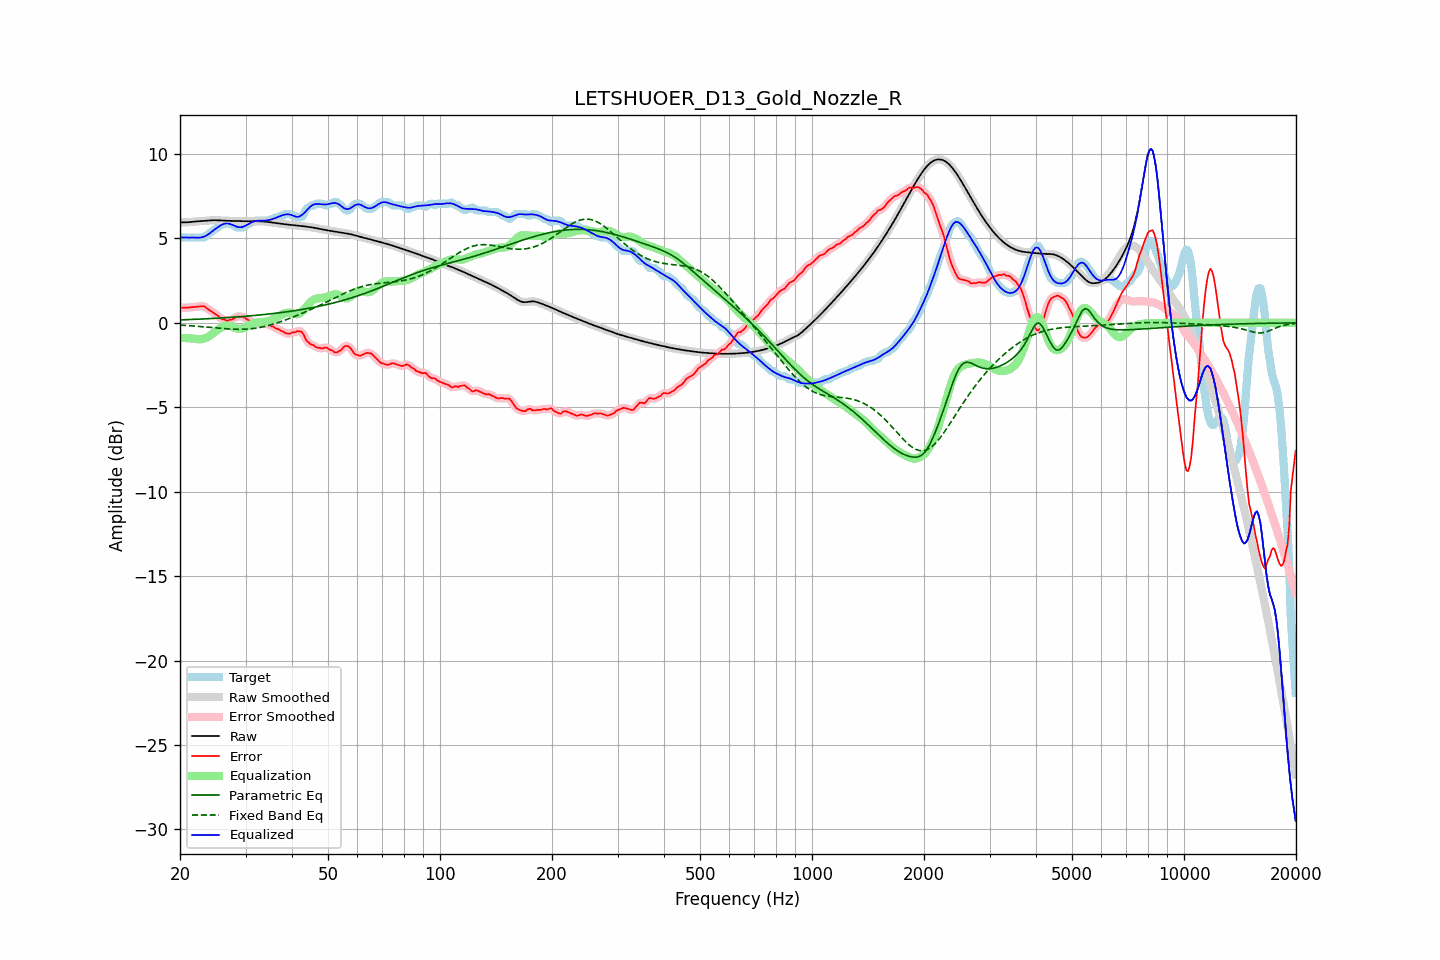 LETSHUOER_D13_Gold_Nozzle_R
Amplitude (dBr)
10
5
0
−5
−10
−15
−20
−25
−30
Target
Raw Smoothed
Error Smoothed
Raw
Error
Equalization
Parametric Eq
Fixed Band Eq
Equalized
20 50 100 200 500 1000 2000 5000 10000 20000
Frequency (Hz)